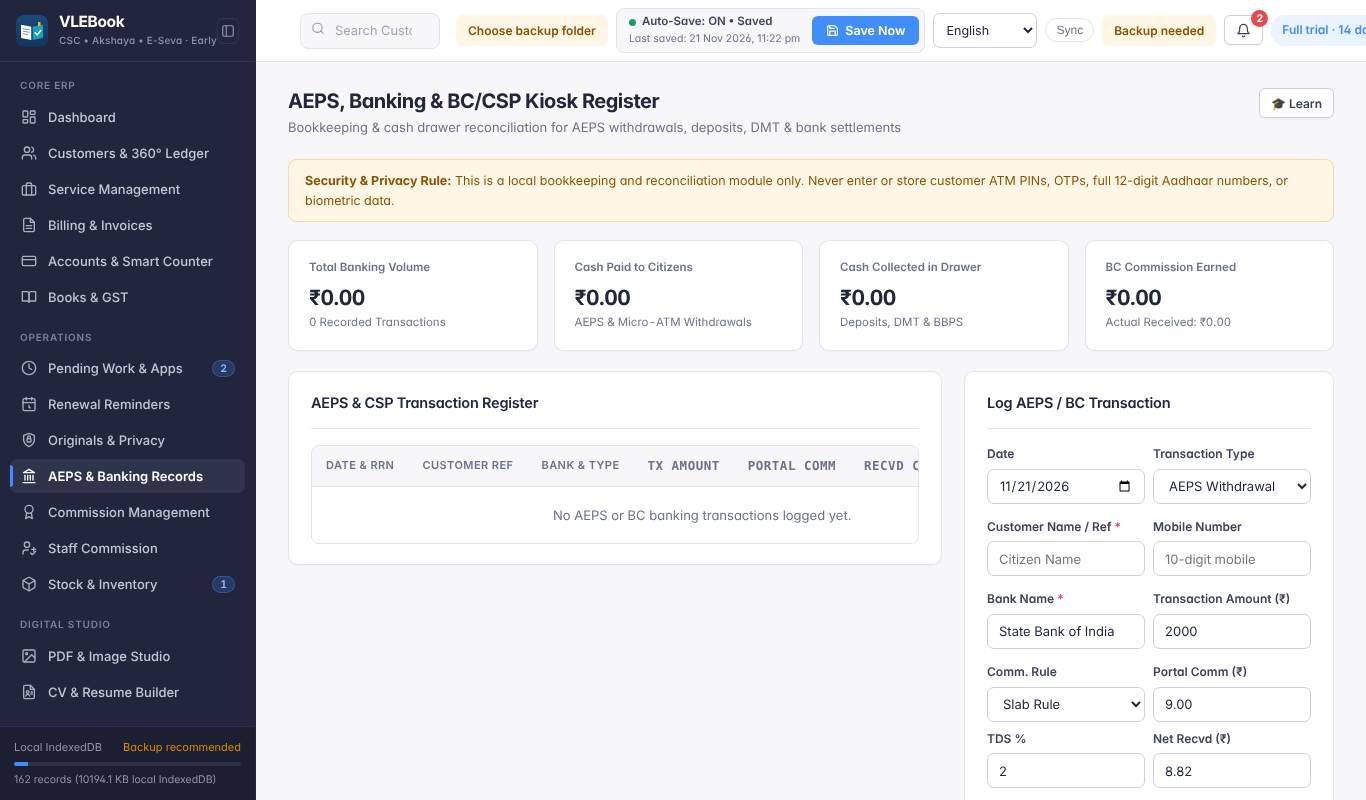 VLEBook
CSC • Akshaya • E-Seva • Early
CORE ERP
Dashboard
Customers & 360° Ledger
Service Management
Billing & Invoices
Accounts & Smart Counter
Books & GST
OPERATIONS
Pending Work & Apps 2
Renewal Reminders
Originals & Privacy
AEPS & Banking Records
Commission Management
Staff Commission
Stock & Inventory 1
DIGITAL STUDIO
PDF & Image Studio
CV & Resume Builder
Local IndexedDB Backup recommended
162 records (10194.1 KB local IndexedDB)
Search Custo
Choose backup folder
Auto-Save: ON • Saved
Last saved: 21 Nov 2026, 11:22 pm
Save Now
English
Sync
Backup needed
2
Full trial · 14 da
AEPS, Banking & BC/CSP Kiosk Register
Bookkeeping & cash drawer reconciliation for AEPS withdrawals, deposits, DMT & bank settlements
🎓 Learn
Security & Privacy Rule: This is a local bookkeeping and reconciliation module only. Never enter or store customer ATM PINs, OTPs, full 12-digit Aadhaar numbers, or
biometric data.
Total Banking Volume
₹0.00
0 Recorded Transactions
Cash Paid to Citizens
₹0.00
AEPS & Micro-ATM Withdrawals
Cash Collected in Drawer
₹0.00
Deposits, DMT & BBPS
BC Commission Earned
₹0.00
Actual Received: ₹0.00
AEPS & CSP Transaction Register
DATE & RRN CUSTOMER REF BANK & TYPE TX AMOUNT PORTAL COMM RECVD C
No AEPS or BC banking transactions logged yet.
Log AEPS / BC Transaction
Date Transaction Type
11/21/2026 AEPS Withdrawal
Customer Name / Ref * Mobile Number
Citizen Name 10-digit mobile
Bank Name * Transaction Amount (₹)
State Bank of India 2000
Comm. Rule Portal Comm (₹)
Slab Rule 9.00
TDS % Net Recvd (₹)
2 8.82